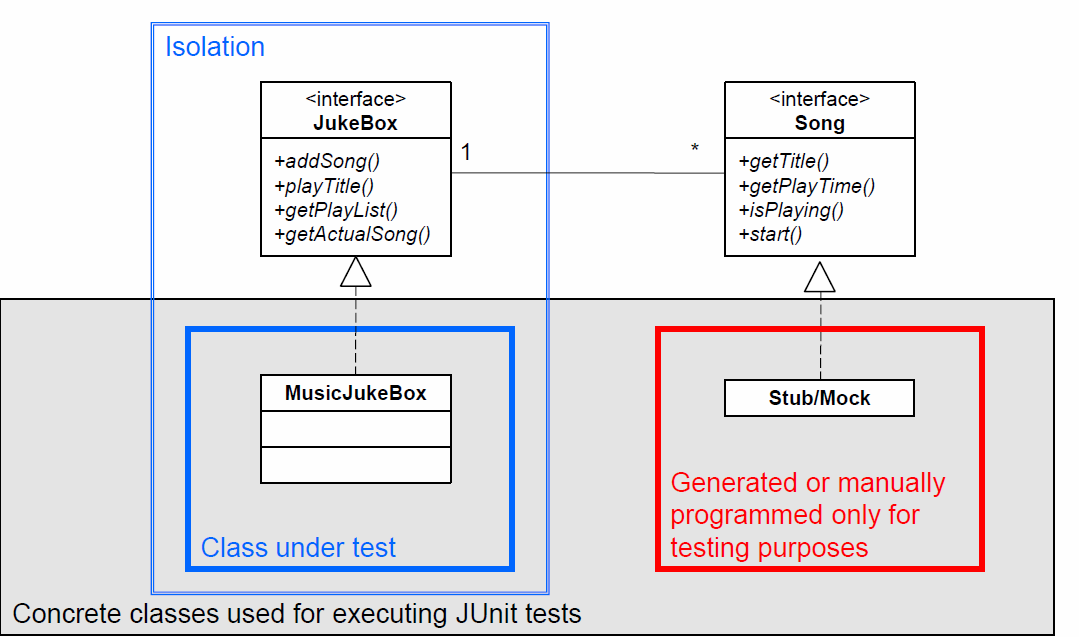 Isolation
<interface>
JukeBox
+addSong()
+playTitle()
+getPlayList()
+getActualSong()
1
*
<interface>
Song
+getTitle()
+getPlayTime()
+isPlaying()
+start()
MusicJukeBox
Class under test
Stub/Mock
Generated or manually
programmed only for
testing purposes
Concrete classes used for executing JUnit tests